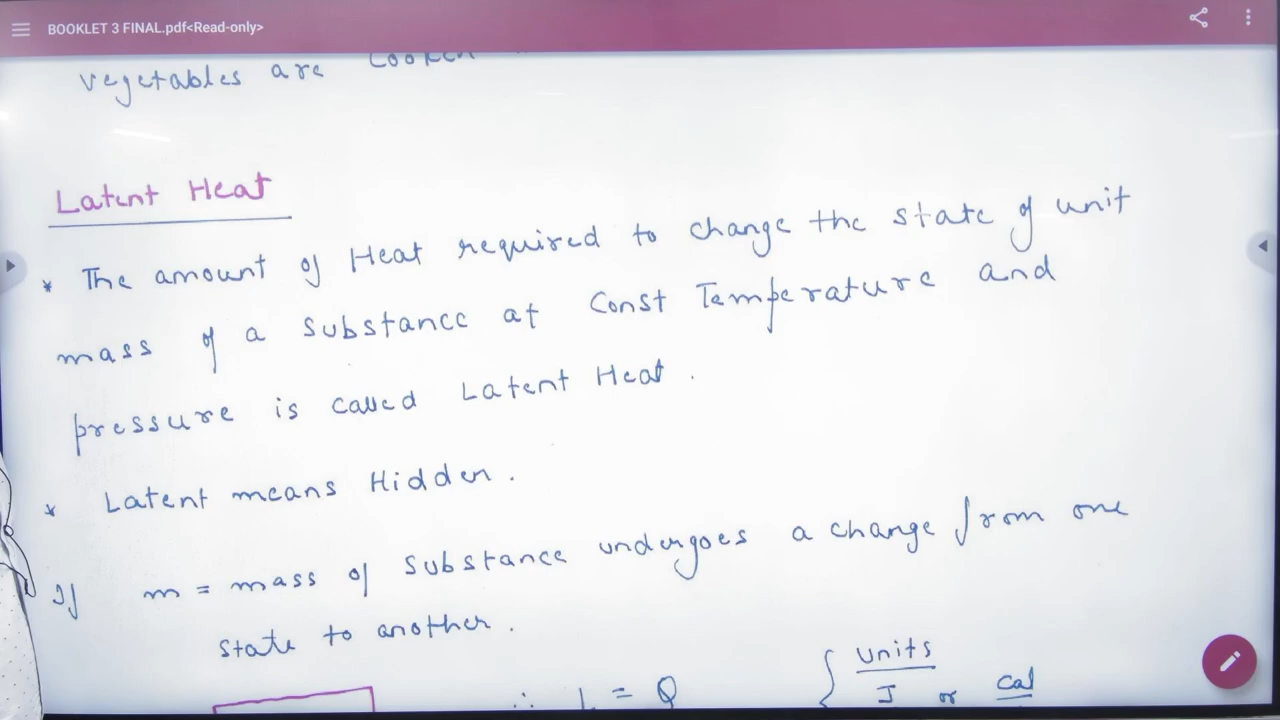 BOOKLET 3 FINAL.pdf<Read-only>
vegetables are cooked
Latent Heat
* The amount of Heat required to change the state of unit
mass of a substance at const Temperature and
pressure is called Latent Heat.
* Latent means Hidden.
If m = mass of substance undergoes a change from one
state to another.
∴ L = Q { units
J or cal